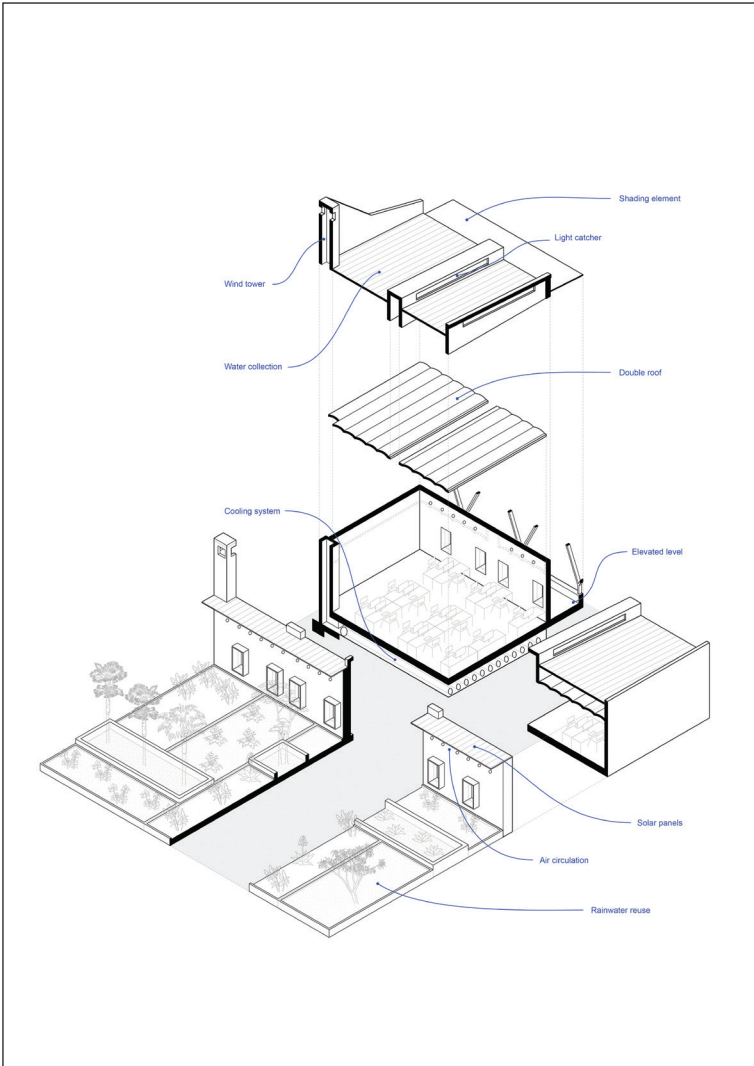 Shading element
Light catcher
Wind tower
Water collection
Double roof
Cooling system
Elevated level
Solar panels
Air circulation
Rainwater reuse